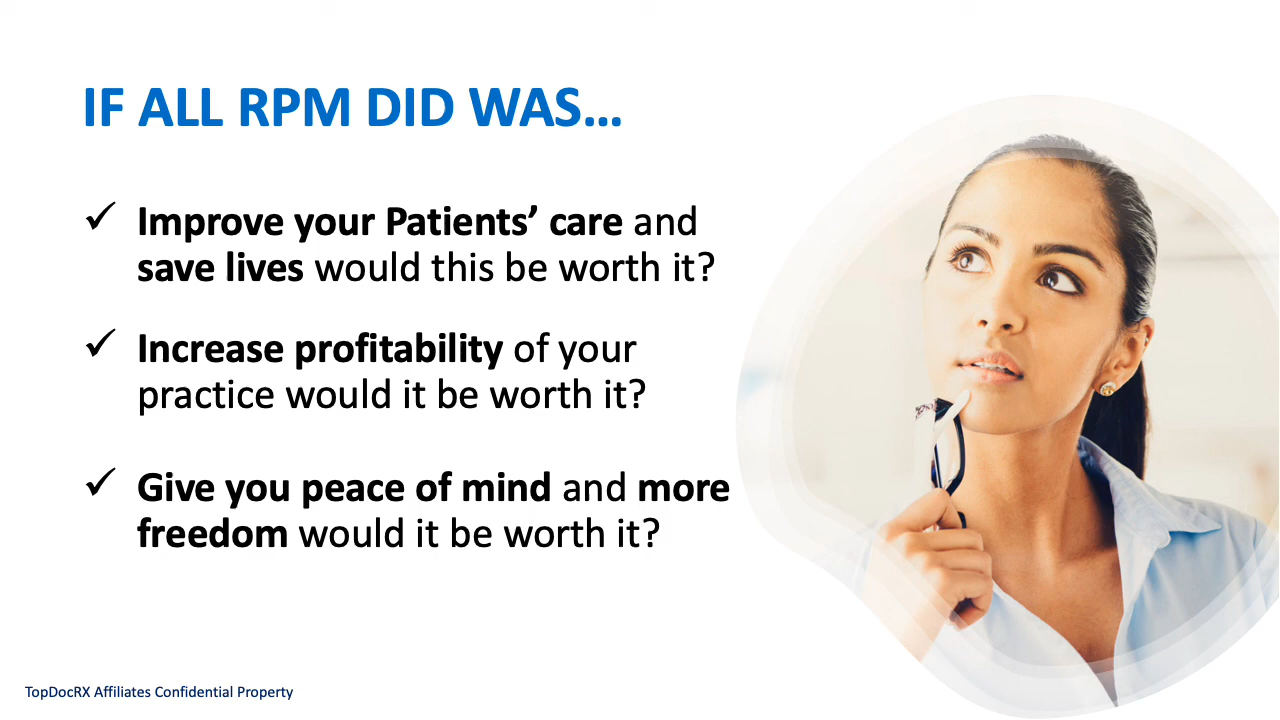 IF ALL RPM DID WAS...
✓ Improve your Patients’ care and
save lives would this be worth it?
✓ Increase profitability of your
practice would it be worth it?
✓ Give you peace of mind and more
freedom would it be worth it?
TopDocRX Affiliates Confidential Property